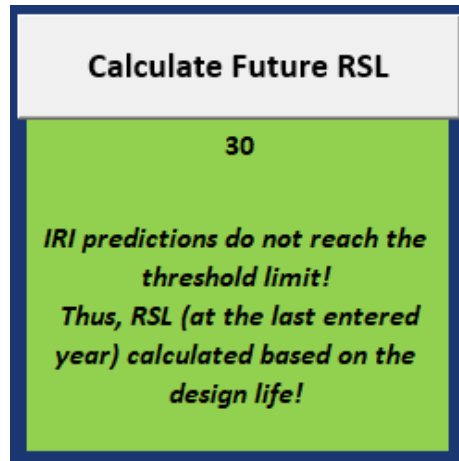 Calculate Future RSL
30
IRI predictions do not reach the
threshold limit!
Thus, RSL (at the last entered
year) calculated based on the
design life!